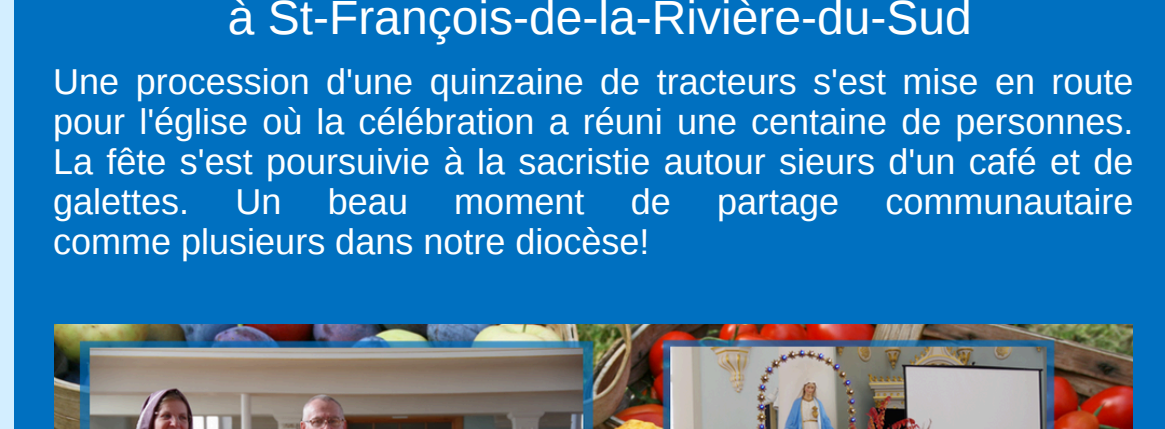 à St-François-de-la-Rivière-du-Sud
Une procession d'une quinzaine de tracteurs s'est mise en route
pour l'église où la célébration a réuni une centaine de personnes.
La fête s'est poursuivie à la sacristie autour sieurs d'un café et de
galettes. Un beau moment de partage communautaire
comme plusieurs dans notre diocèse!